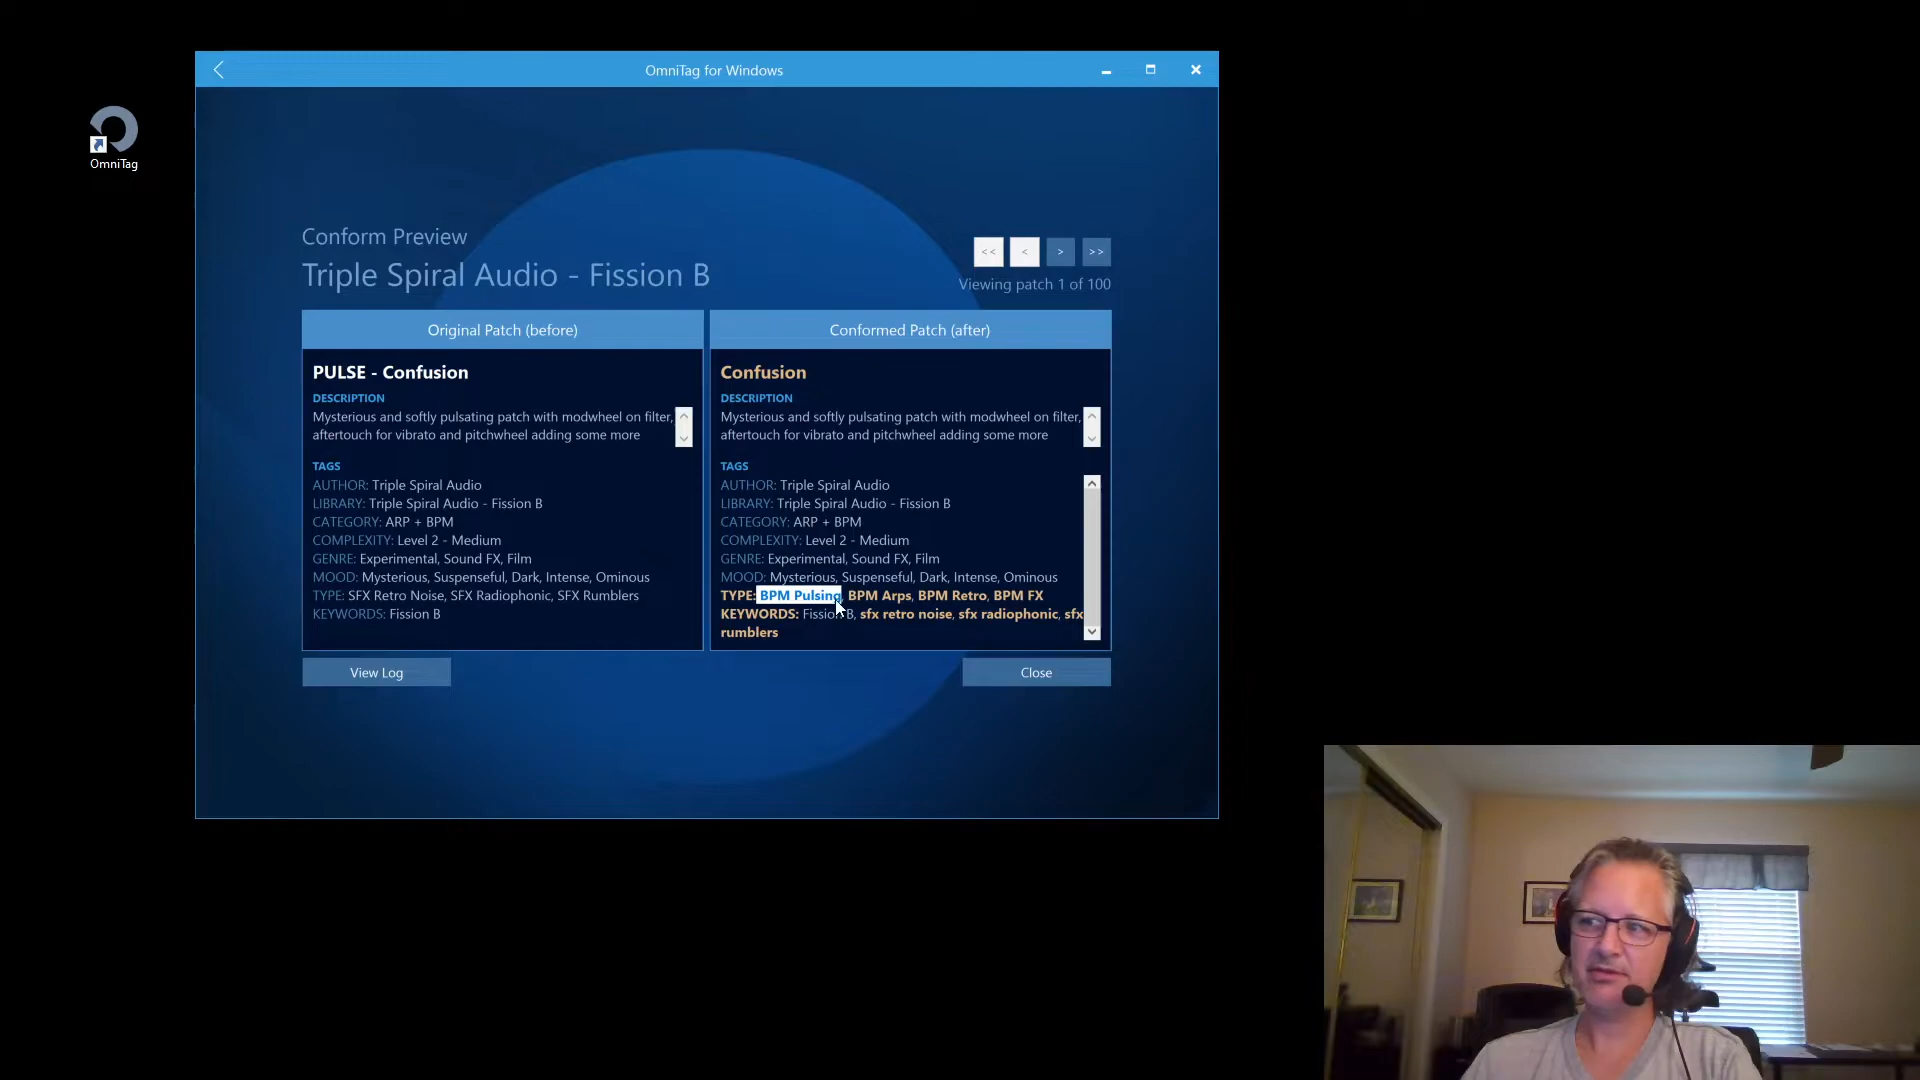 OmniTag for Windows
OmniTag
Conform Preview
Triple Spiral Audio - Fission B
<< < > >>
Viewing patch 1 of 100
Original Patch (before)
PULSE - Confusion
DESCRIPTION
Mysterious and softly pulsating patch with modwheel on filter,
aftertouch for vibrato and pitchwheel adding some more
TAGS
AUTHOR: Triple Spiral Audio
LIBRARY: Triple Spiral Audio - Fission B
CATEGORY: ARP + BPM
COMPLEXITY: Level 2 - Medium
GENRE: Experimental, Sound FX, Film
MOOD: Mysterious, Suspenseful, Dark, Intense, Ominous
TYPE: SFX Retro Noise, SFX Radiophonic, SFX Rumblers
KEYWORDS: Fission B
Conformed Patch (after)
Confusion
DESCRIPTION
Mysterious and softly pulsating patch with modwheel on filter,
aftertouch for vibrato and pitchwheel adding some more
TAGS
AUTHOR: Triple Spiral Audio
LIBRARY: Triple Spiral Audio - Fission B
CATEGORY: ARP + BPM
COMPLEXITY: Level 2 - Medium
GENRE: Experimental, Sound FX, Film
MOOD: Mysterious, Suspenseful, Dark, Intense, Ominous
TYPE: BPM Pulsing, BPM Arps, BPM Retro, BPM FX
KEYWORDS: Fission B, sfx retro noise, sfx radiophonic, sfx
rumblers
View Log
Close